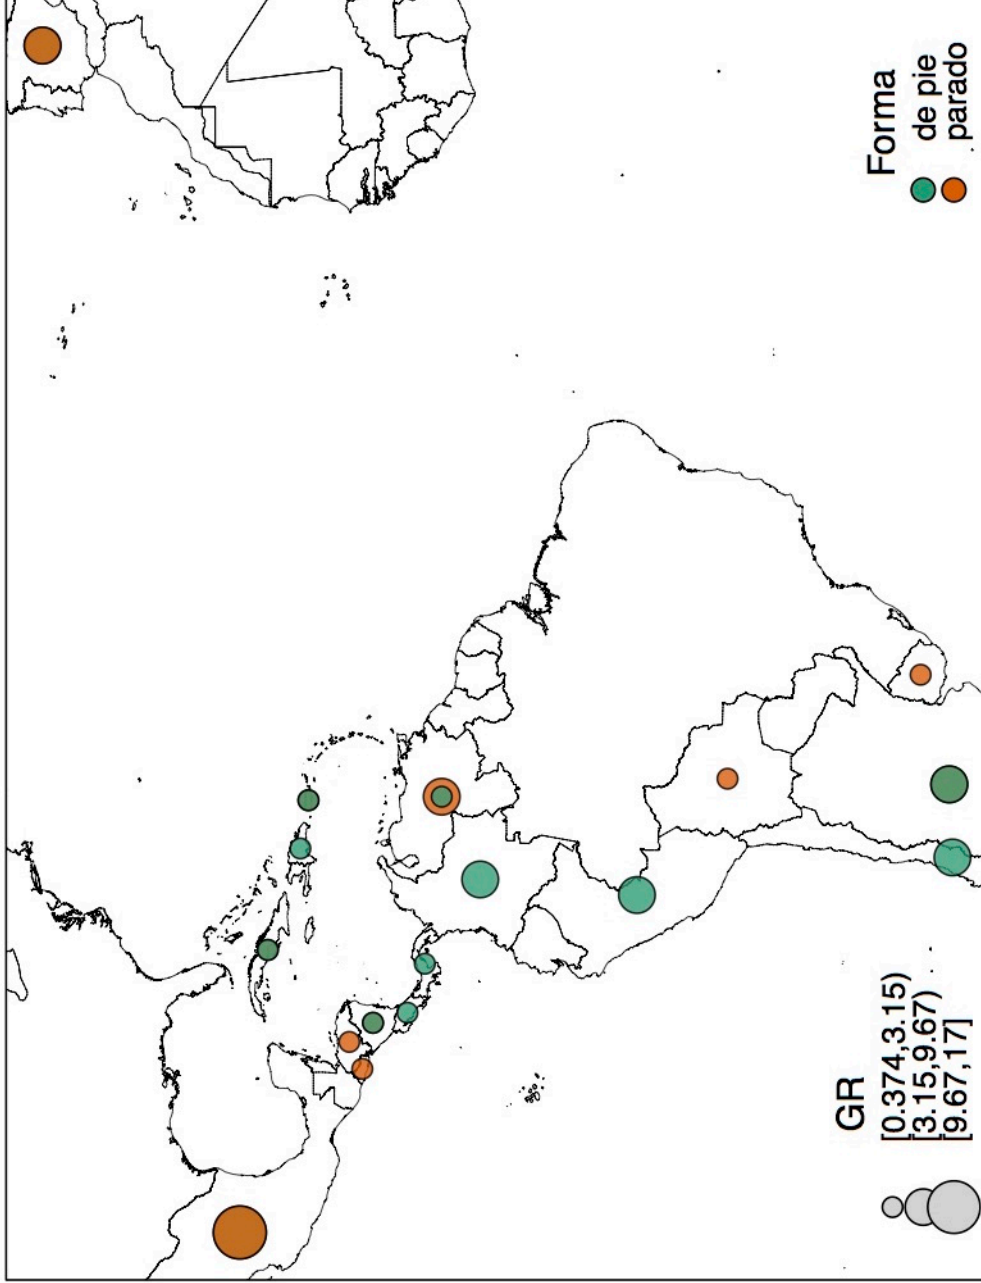 GR
[0.374,3.15)
[3.15,9.67)
[9.67,17]
Forma
de pie
parado